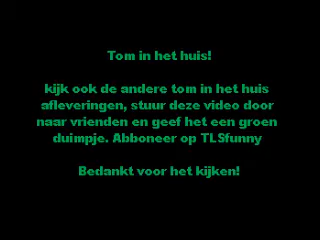 Tom in het huis!
kijk ook de andere tom in het huis
afleveringen, stuur deze video door
naar vrienden en geef het een groen
duimpje. Abboneer op TLSfunny
Bedankt voor het kijken!